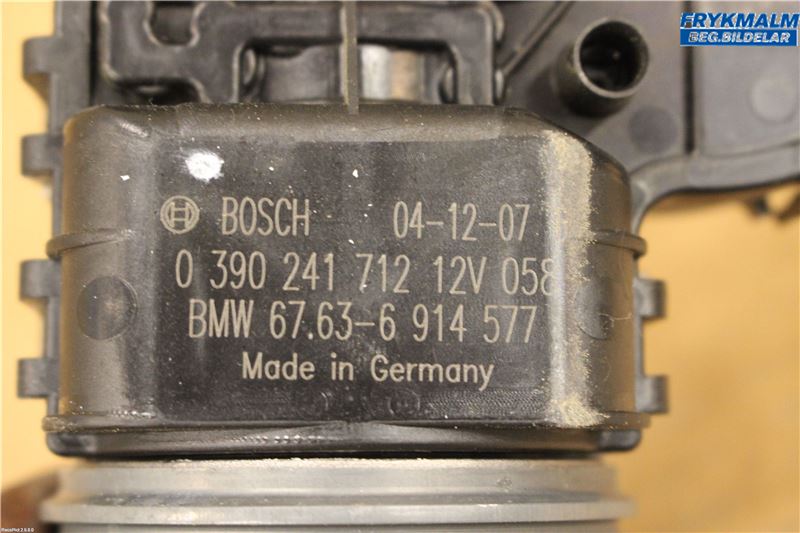 FRYKMALM
BEG.BILDELAR
BOSCH 04-12-07
0 390 241 712 12V 058
BMW 67.63-6 914 577
Made in Germany